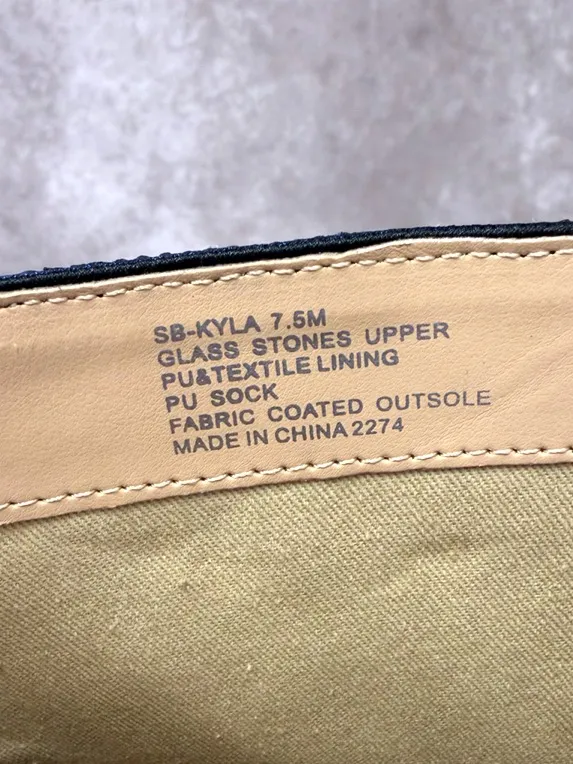 SB-KYLA 7.5M
GLASS STONES UPPER
PU&TEXTILE LINING
PU SOCK
FABRIC COATED OUTSOLE
MADE IN CHINA 2274